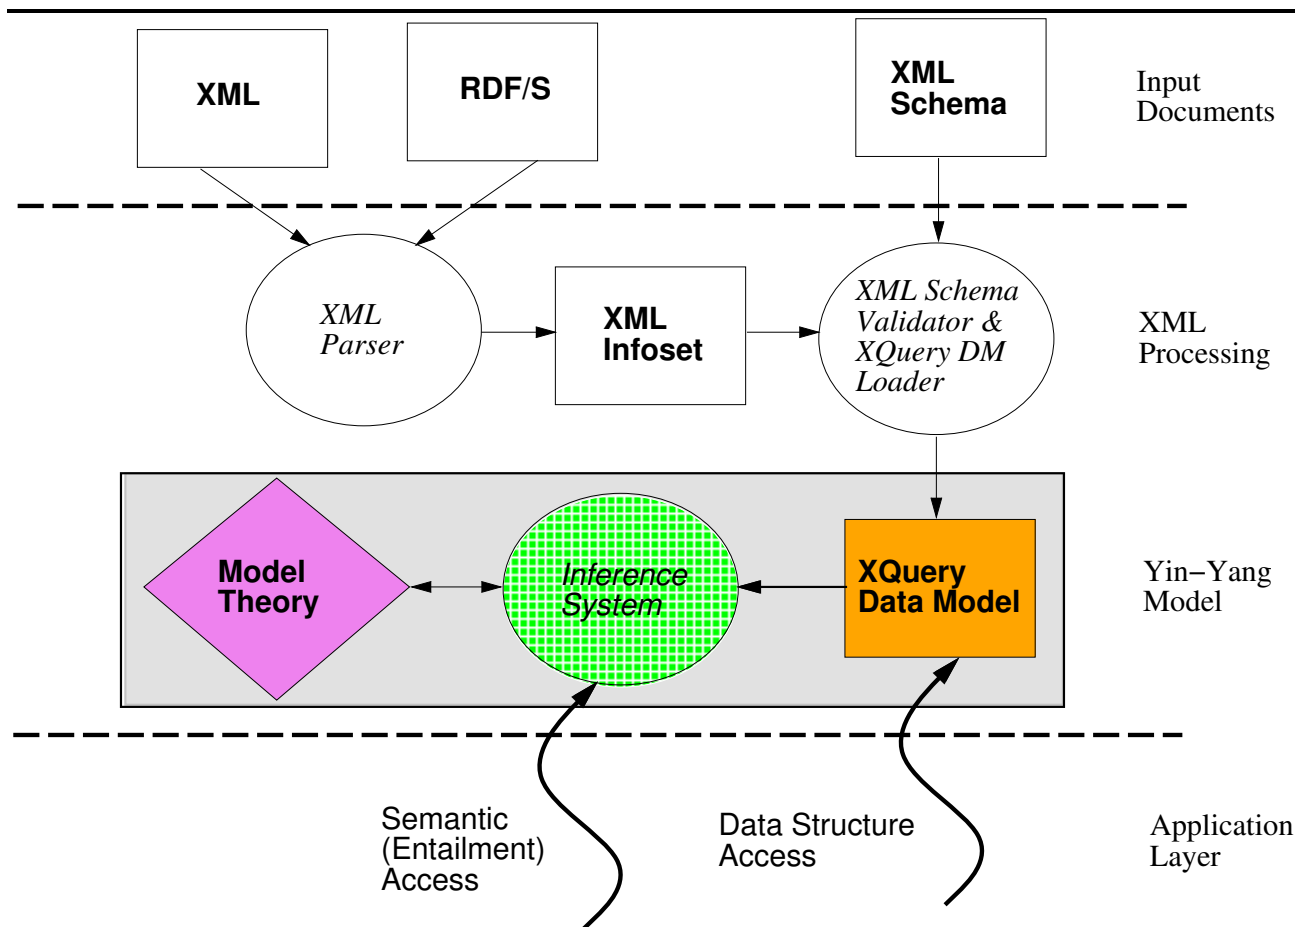 XML
RDF/S
XML
Schema
Input
Documents
XML
Parser
XML
Infoset
XML Schema
Validator &
XQuery DM
Loader
XML
Processing
Model
Theory
Inference
System
XQuery
Data Model
Yin−Yang
Model
Semantic
(Entailment)
Access
Data Structure
Access
Application
Layer